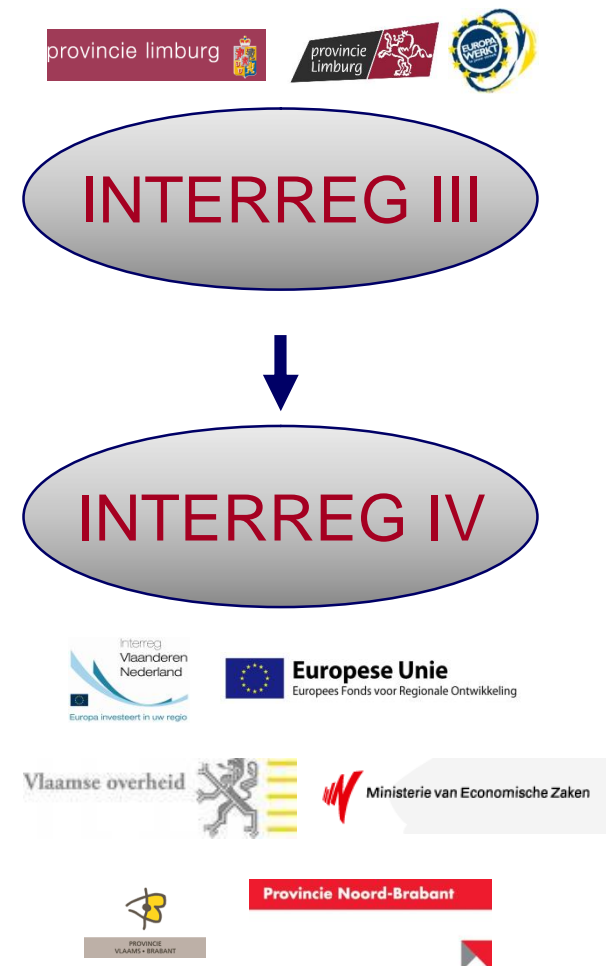 provincie limburg
provincie
Limburg
EUROPA
WERKT
INTERREG III
INTERREG IV
Interreg
Vlaanderen
Nederland
Europa investeert in uw regio
Europese Unie
Europees Fonds voor Regionale Ontwikkeling
Vlaamse overheid
Ministerie van Economische Zaken
Provincie Noord-Brabant
PROVINCIE
VLAAMS • BRABANT